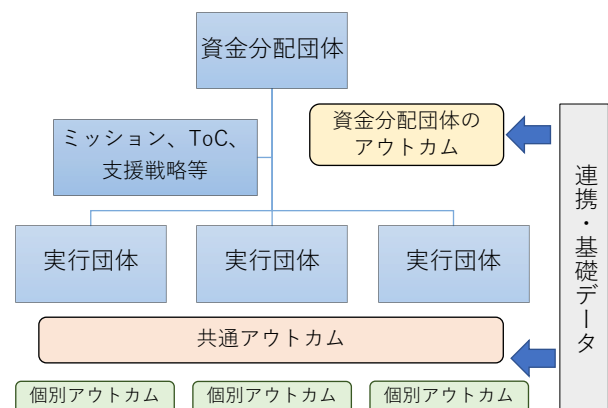 資金分配団体
資金分配団体の
アウトカム
ミッション、ToC、
支援戦略等
連携・基礎データ
実行団体
実行団体
実行団体
共通アウトカム
個別アウトカム
個別アウトカム
個別アウトカム